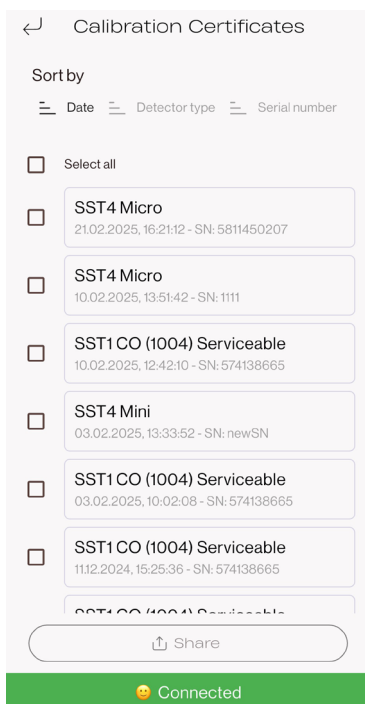 Calibration Certificates
Sort by
Date Detector type Serial number
Select all
SST4 Micro
21.02.2025, 16:21:12 - SN: 5811450207
SST4 Micro
10.02.2025, 13:51:42 - SN: 1111
SST1 CO (1004) Serviceable
10.02.2025, 12:42:10 - SN: 574138665
SST4 Mini
03.02.2025, 13:33:52 - SN: newSN
SST1 CO (1004) Serviceable
03.02.2025, 10:02:08 - SN: 574138665
SST1 CO (1004) Serviceable
11.12.2024, 15:25:36 - SN: 574138665
SST1 CO (1004) Serviceable
Share
Connected